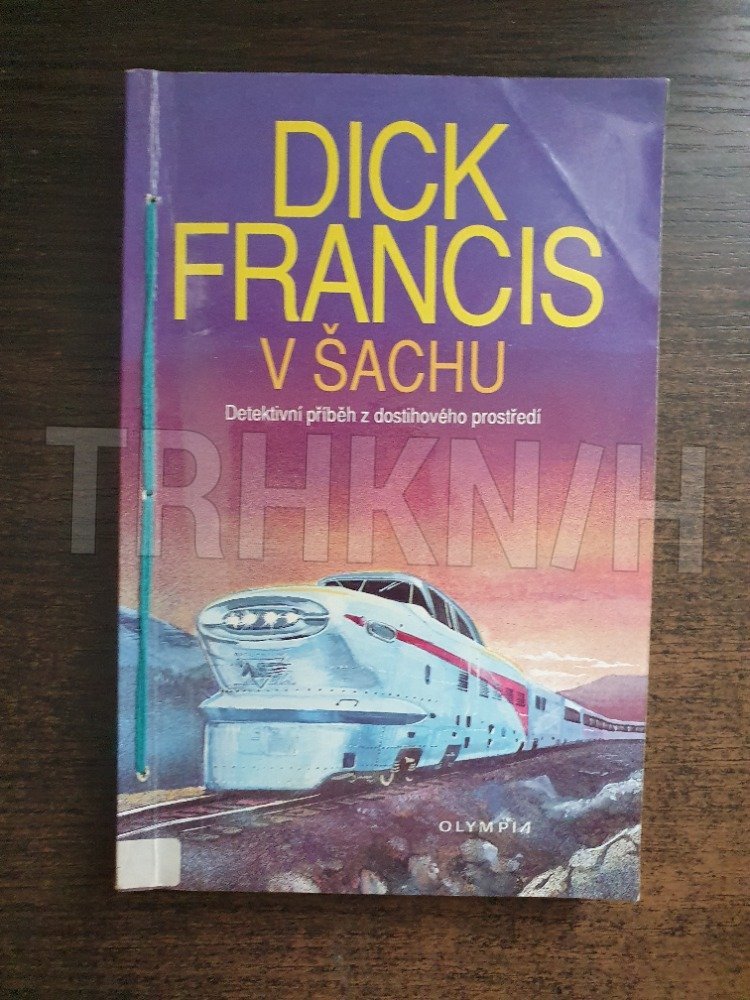 DICK
FRANCIS
V ŠACHU
Detektivní příběh z dostihového prostředí
TRHKNIH
OLYMPIA